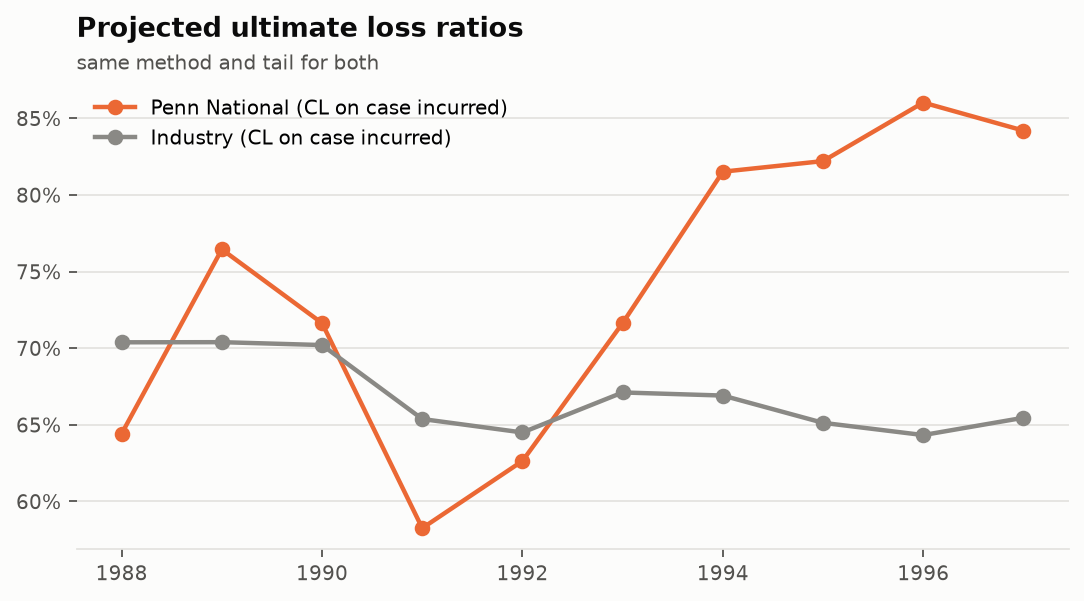 Projected ultimate loss ratios
same method and tail for both
Penn National (CL on case incurred)
Industry (CL on case incurred)
85%
80%
75%
70%
65%
60%
1988 1990 1992 1994 1996